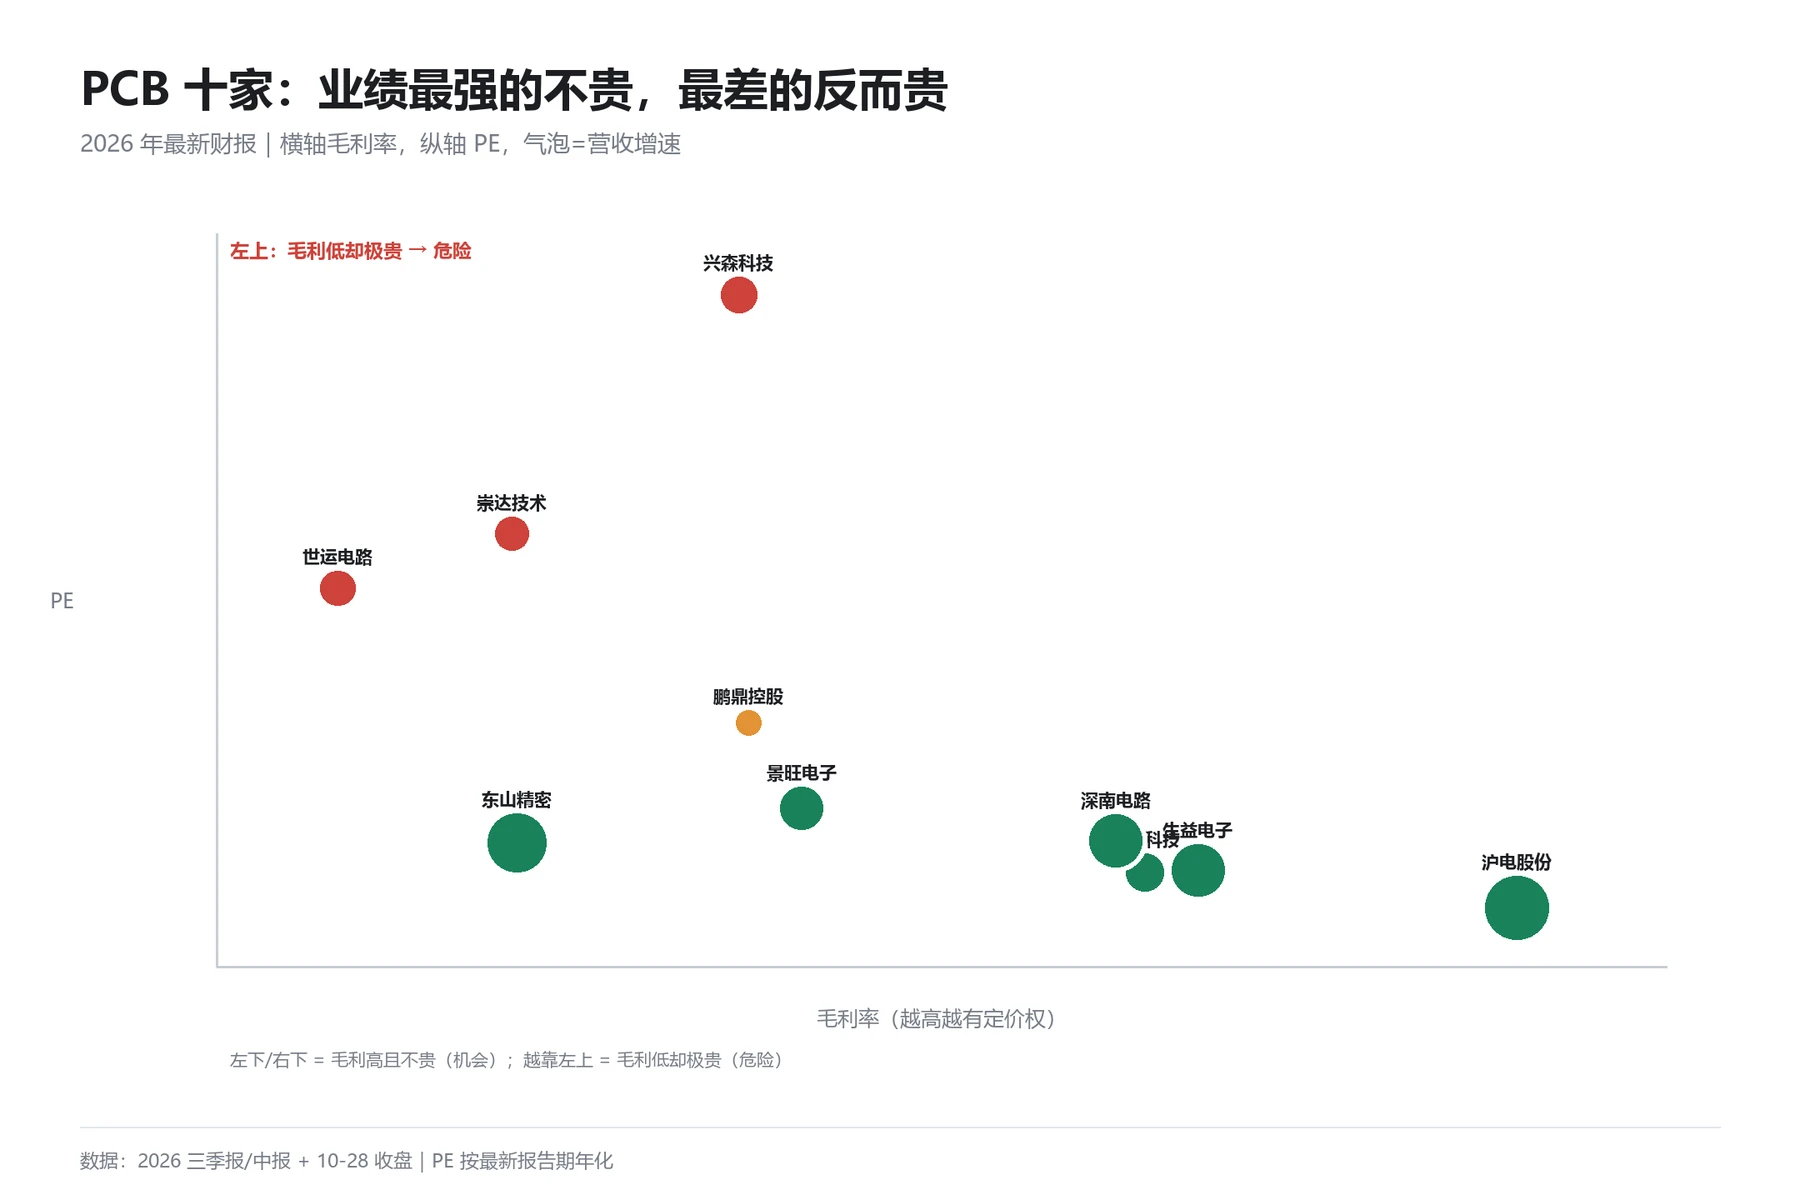 PCB 十家：业绩最强的不贵，最差的反而贵
2026 年最新财报 | 横轴毛利率，纵轴 PE，气泡=营收增速
左上：毛利低却极贵 → 危险
兴森科技
崇达技术
世运电路
PE
鹏鼎控股
景旺电子
东山精密
深南电路
生益电子
科技
沪电股份
毛利率（越高越有定价权）
左下/右下 = 毛利高且不贵（机会）；越靠左上 = 毛利低却极贵（危险）
数据：2026 三季报/中报 + 10-28 收盘 | PE 按最新报告期年化